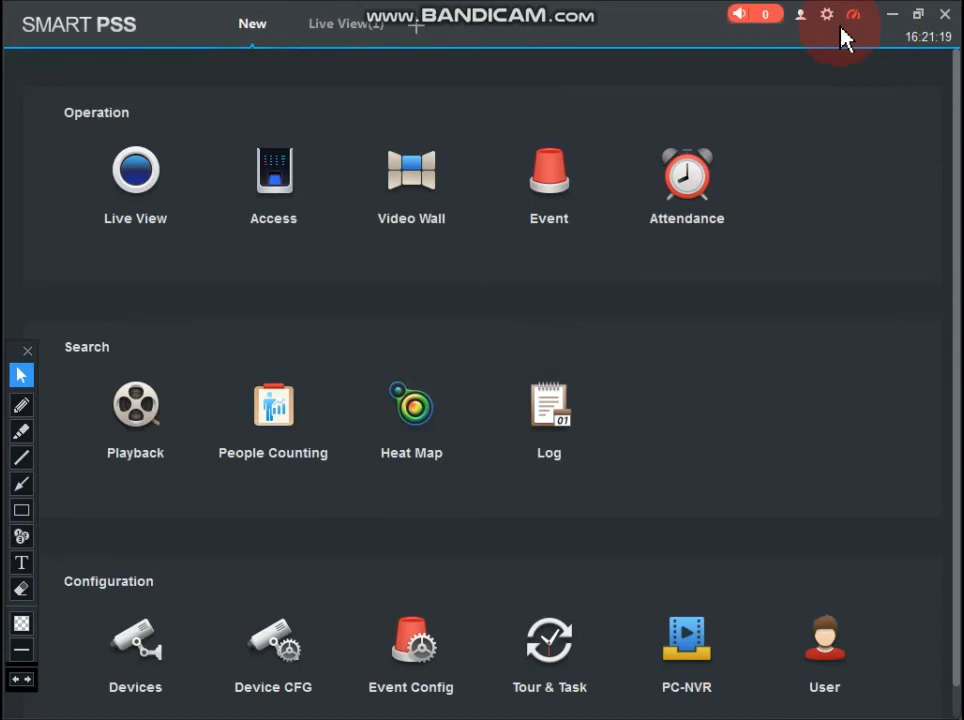 SMART PSS
New
Live View(1)
www.BANDICAM.com
0
16:21:19
Operation
Live View
Access
Video Wall
Event
Attendance
Search
01
Playback
People Counting
Heat Map
Log
T
Configuration
Devices
Device CFG
Event Config
Tour & Task
PC-NVR
User